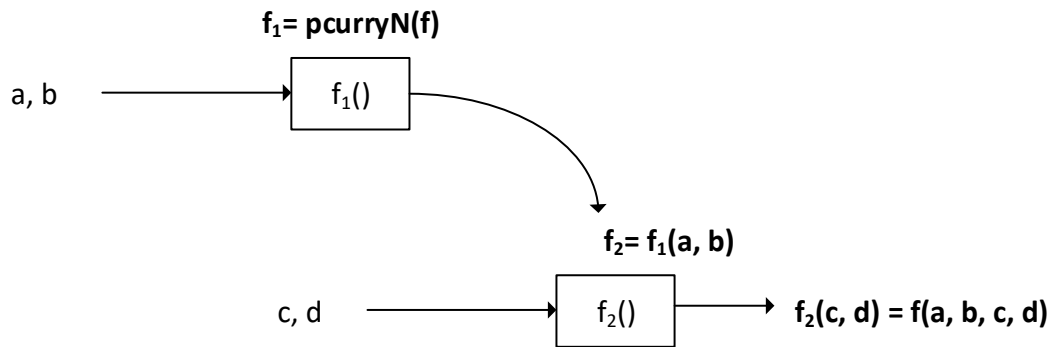 f₁= pcurryN(f)
a, b
f₁()
f₂= f₁(a, b)
c, d
f₂()
f₂(c, d) = f(a, b, c, d)